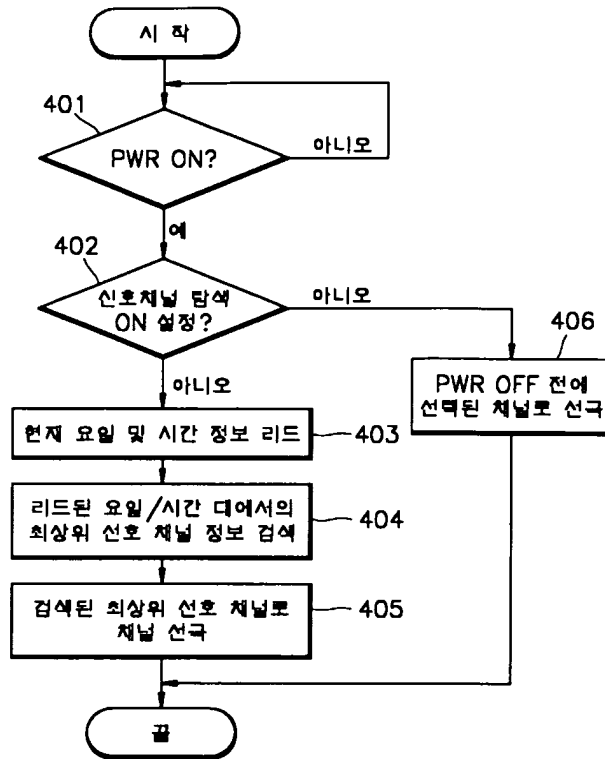 시 작
401
PWR ON?
아니오
예
402
신호채널 탐색
ON 설정?
아니오
406
PWR OFF 전에
선택된 채널로 선국
아니오
현재 요일 및 시간 정보 리드
403
리드된 요일/시간 대에서의
최상위 선호 채널 정보 검색
404
검색된 최상위 선호 채널로
채널 선국
405
끝